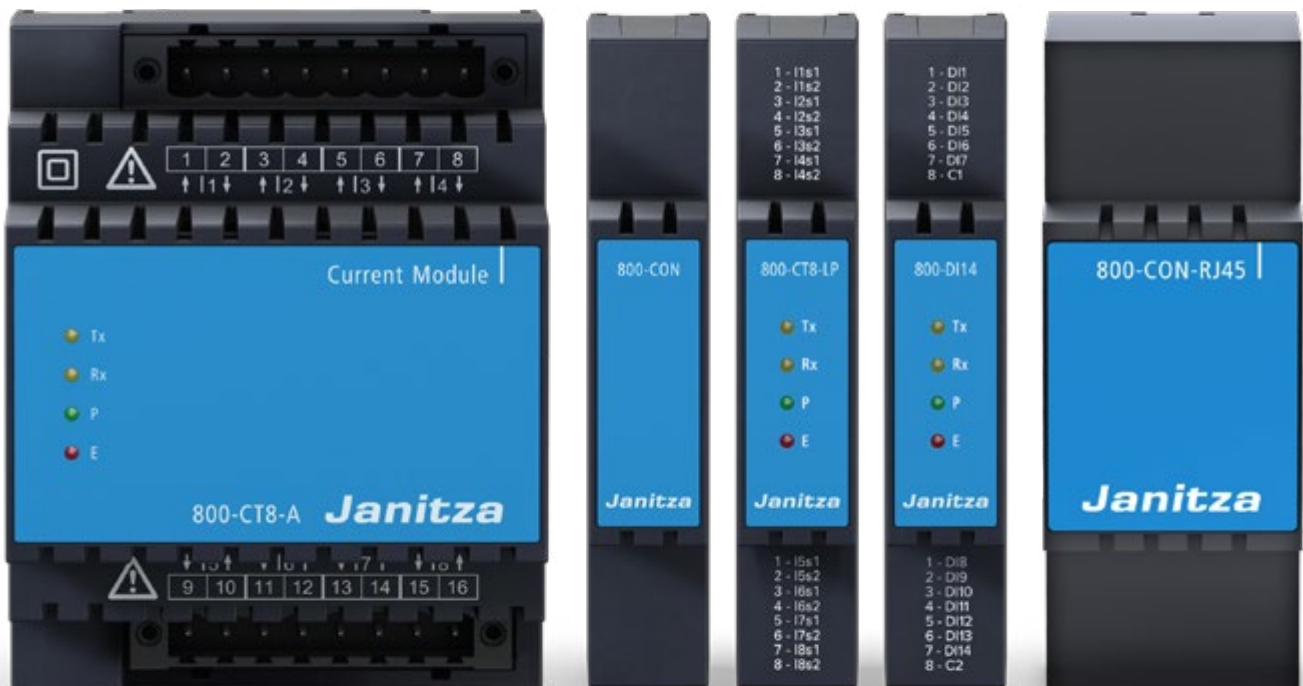 1 2 3 4 5 6 7 8
I1 I2 I3 I4
Current Module
Tx
Rx
P
E
800-CT8-A Janitza
I6 I7 I8
9 10 11 12 13 14 15 16
800-CON
Janitza
1 - I1s1
2 - I1s2
3 - I2s1
4 - I2s2
5 - I3s1
6 - I3s2
7 - I4s1
8 - I4s2
800-CT8-LP
Tx
Rx
P
E
Janitza
1 - I5s1
2 - I5s2
3 - I6s1
4 - I6s2
5 - I7s1
6 - I7s2
7 - I8s1
8 - I8s2
1 - DI1
2 - DI2
3 - DI3
4 - DI4
5 - DI5
6 - DI6
7 - DI7
8 - C1
800-DI14
Tx
Rx
P
E
Janitza
1 - DI8
2 - DI9
3 - DI10
4 - DI11
5 - DI12
6 - DI13
7 - DI14
8 - C2
800-CON-RJ45
Janitza